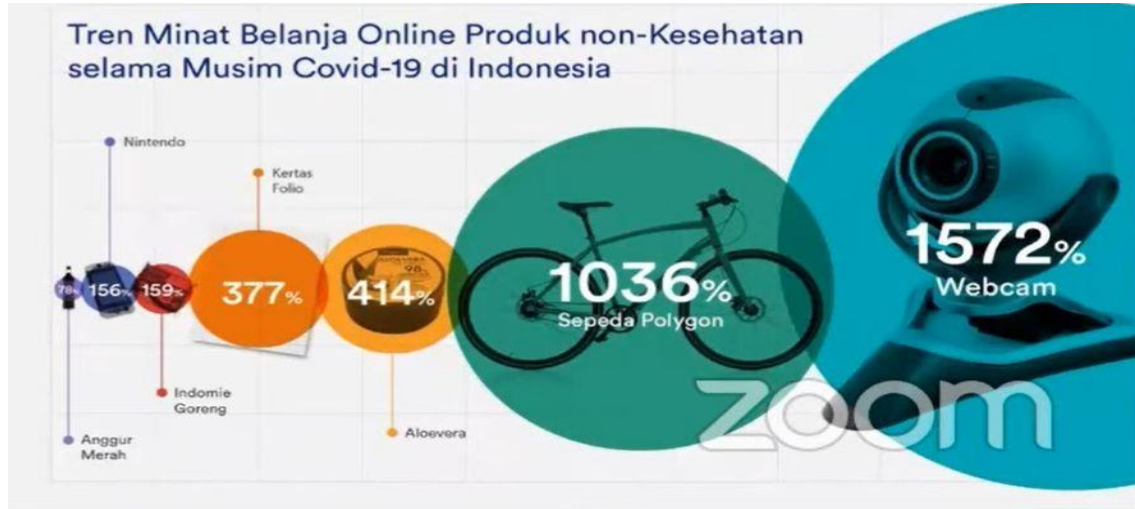 Tren Minat Belanja Online Produk non-Kesehatan
selama Musim Covid-19 di Indonesia
Nintendo
Kertas
Folio
78%
156%
159%
377%
414%
1036%
Sepeda Polygon
1572%
Webcam
Indomie
Goreng
Anggur
Merah
Aloevera
zoom